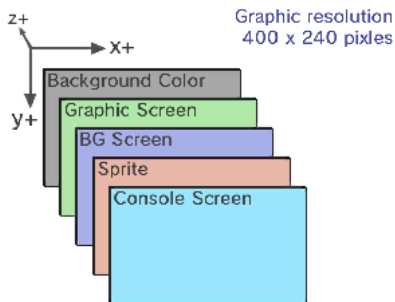 z+
x+
y+
Graphic resolution
400 x 240 pixles
Background Color
Graphic Screen
BG Screen
Sprite
Console Screen